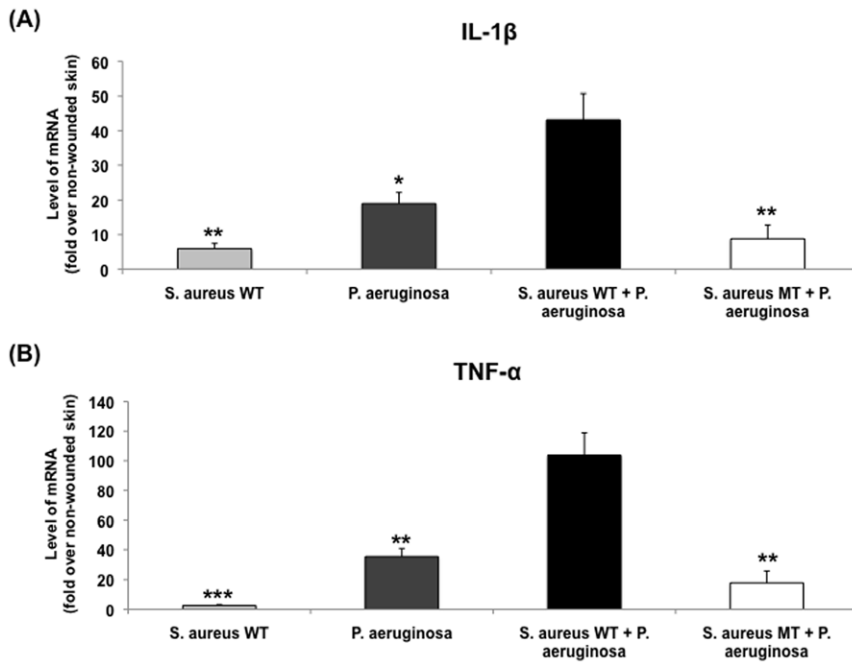 (A)
IL-1β
Level of mRNA
(fold over non-wounded skin)
60
50
40
30
20
10
0
**
*
**
S. aureus WT
P. aeruginosa
S. aureus WT + P.
aeruginosa
S. aureus MT + P.
aeruginosa
(B)
TNF-α
Level of mRNA
(fold over non-wounded skin)
140
120
100
80
60
40
20
0
***
**
**
S. aureus WT
P. aeruginosa
S. aureus WT + P.
aeruginosa
S. aureus MT + P.
aeruginosa